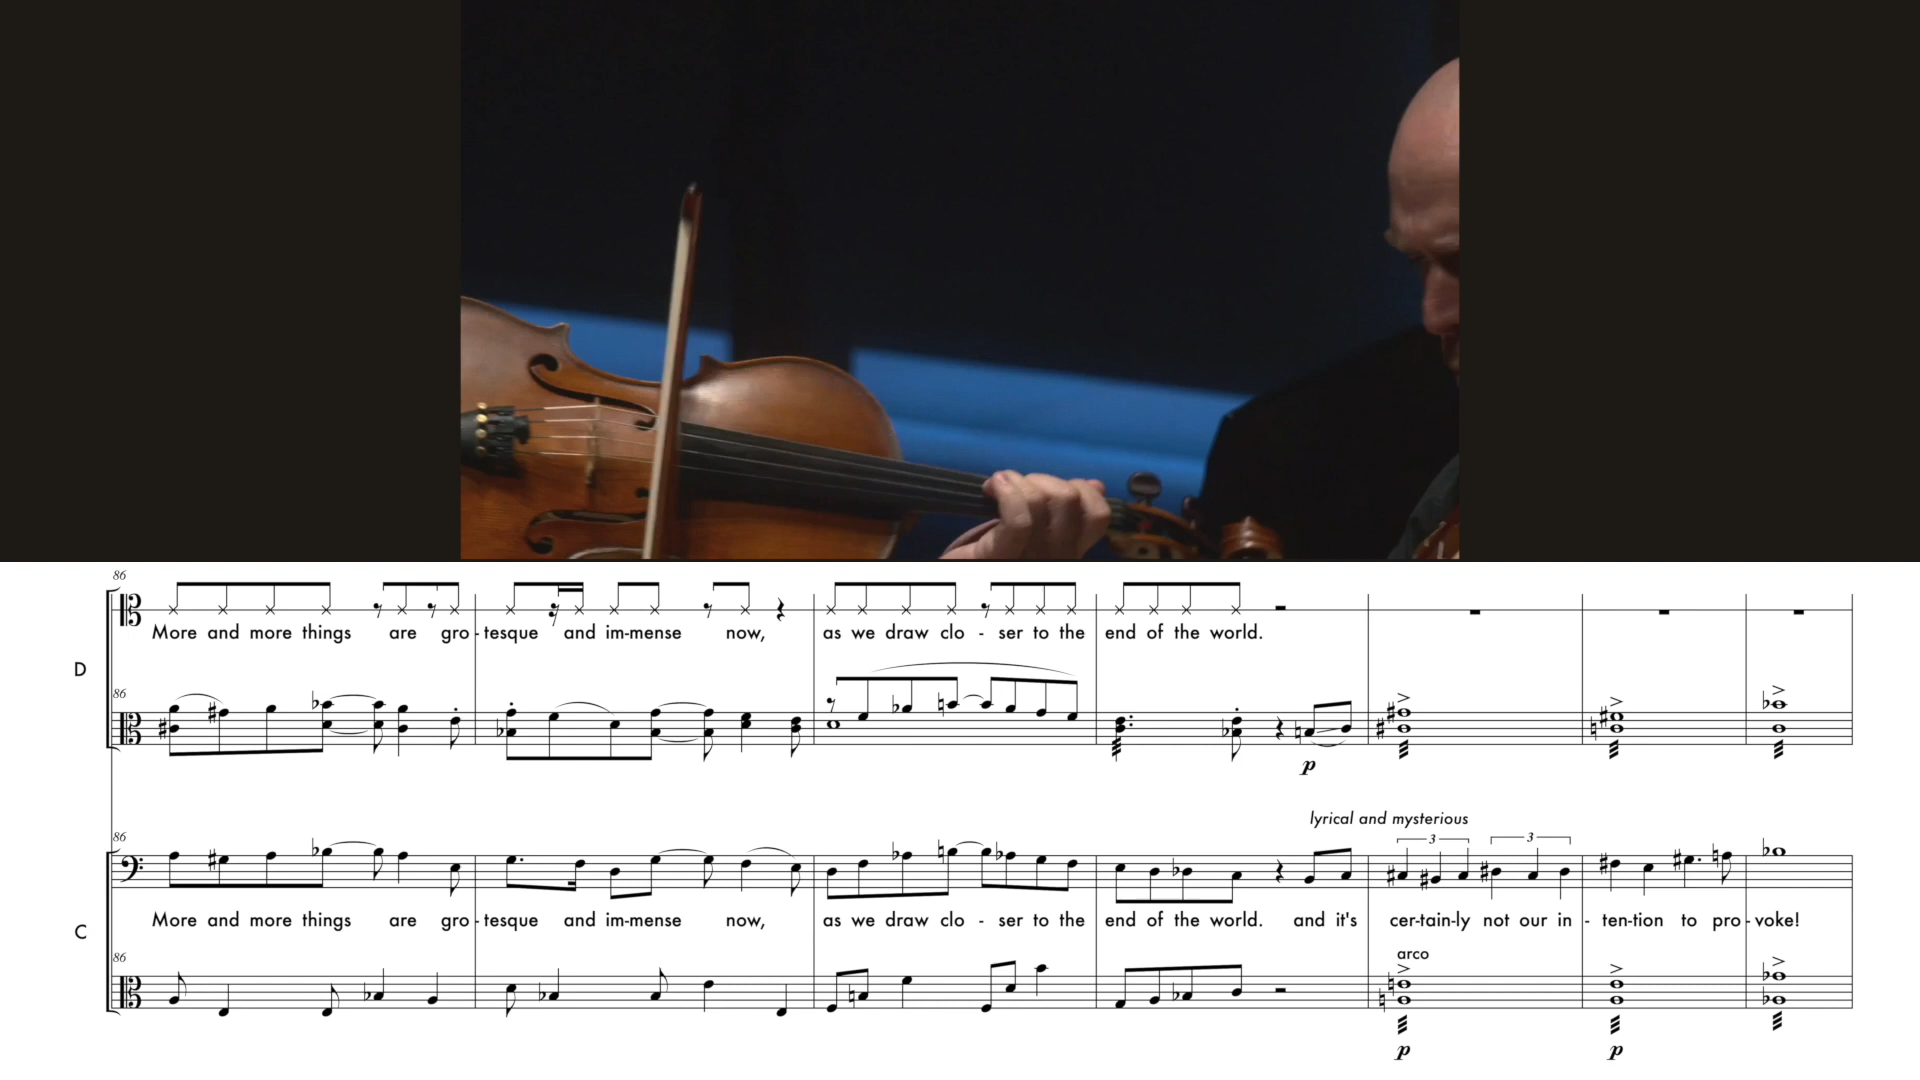 86
More and more things are gro - tesque and im-mense now, as we draw clo - ser to the end of the world.
D
86
p
lyrical and mysterious
86
3 3
More and more things are gro - tesque and im-mense now, as we draw clo - ser to the end of the world. and it's cer-tain-ly not our in - ten-tion to pro - voke!
C
86
arco
p p